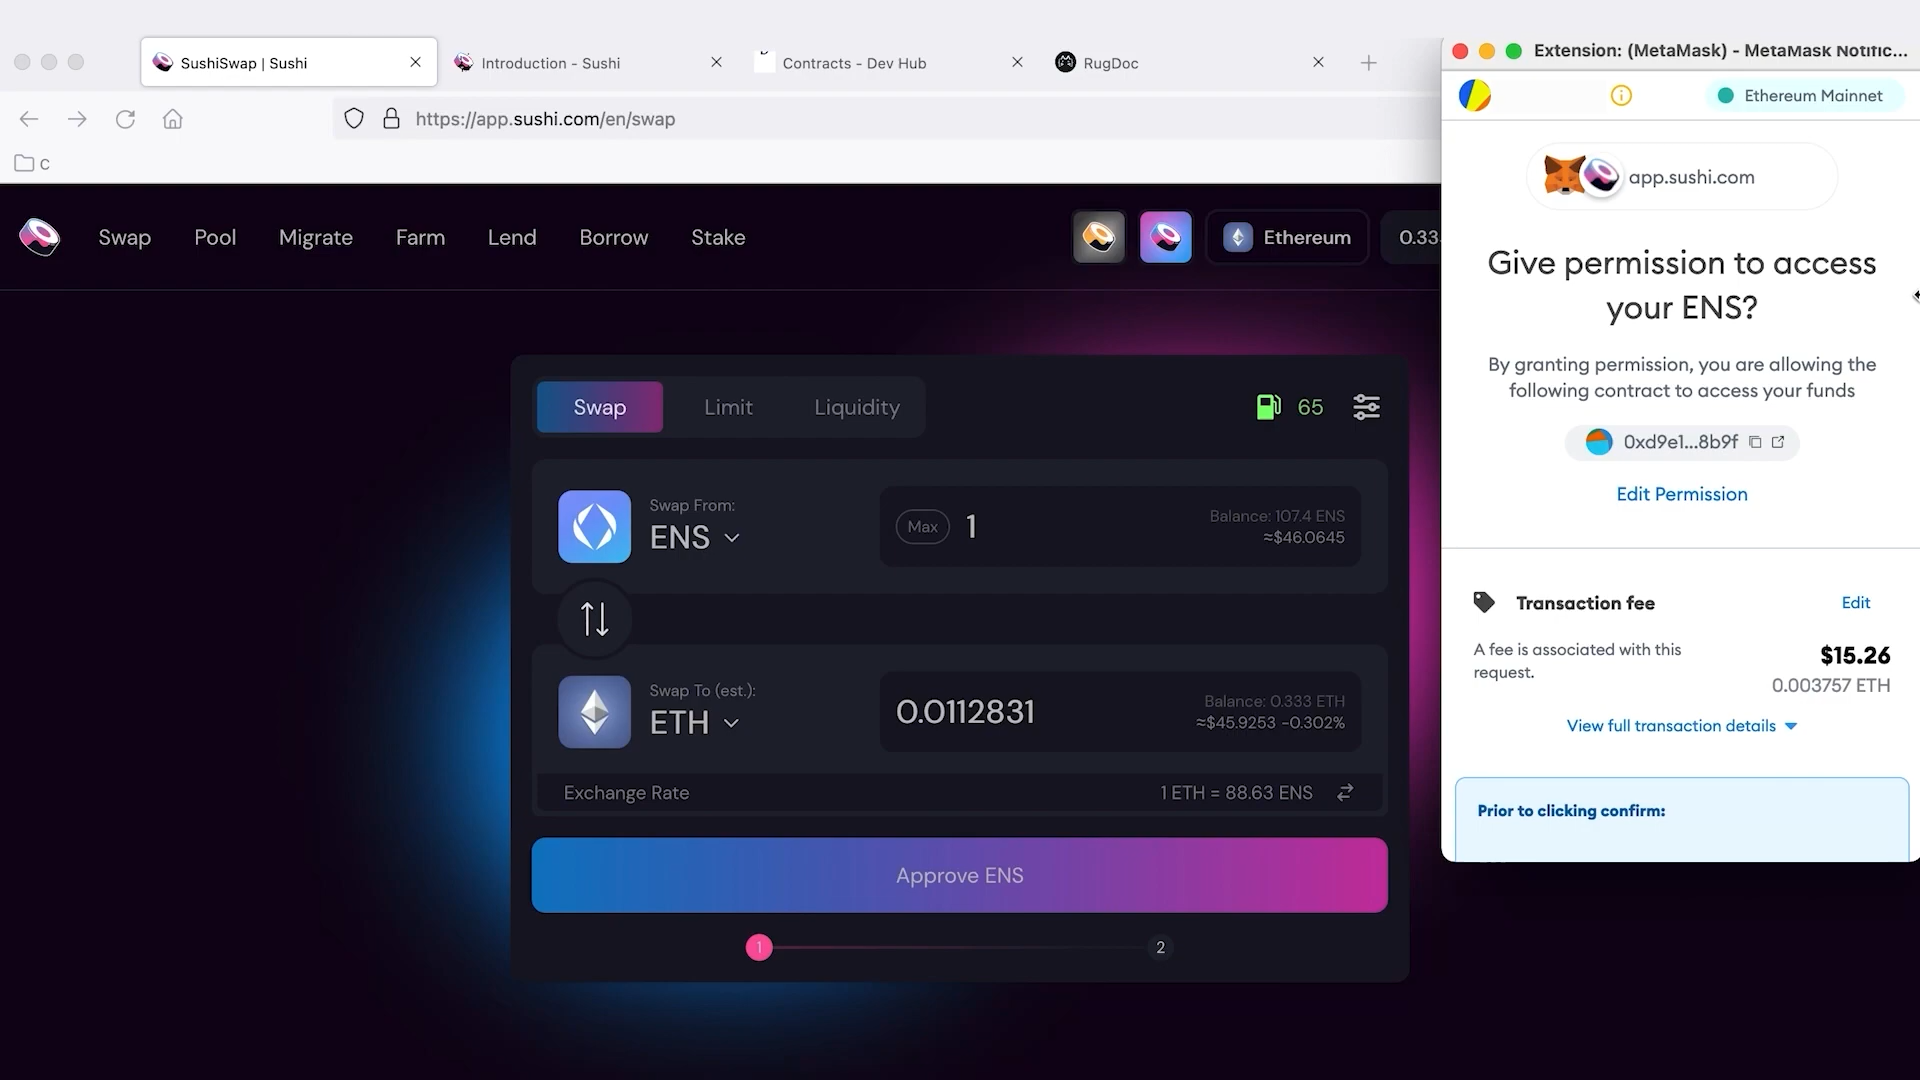 SushiSwap | Sushi
Introduction - Sushi
Contracts - Dev Hub
RugDoc
https://app.sushi.com/en/swap
C
Swap
Pool
Migrate
Farm
Lend
Borrow
Stake
Ethereum
0.33
Swap
Limit
Liquidity
65
Swap From:
ENS
Max
1
Balance: 107.4 ENS
≈$46.0645
Swap To (est.):
ETH
0.0112831
Balance: 0.333 ETH
≈$45.9253 -0.302%
Exchange Rate
1 ETH = 88.63 ENS
Approve ENS
1
2
Extension: (MetaMask) - MetaMask Notific...
Ethereum Mainnet
app.sushi.com
Give permission to access
your ENS?
By granting permission, you are allowing the
following contract to access your funds
0xd9e1...8b9f
Edit Permission
Transaction fee
Edit
A fee is associated with this
request.
$15.26
0.003757 ETH
View full transaction details
Prior to clicking confirm: